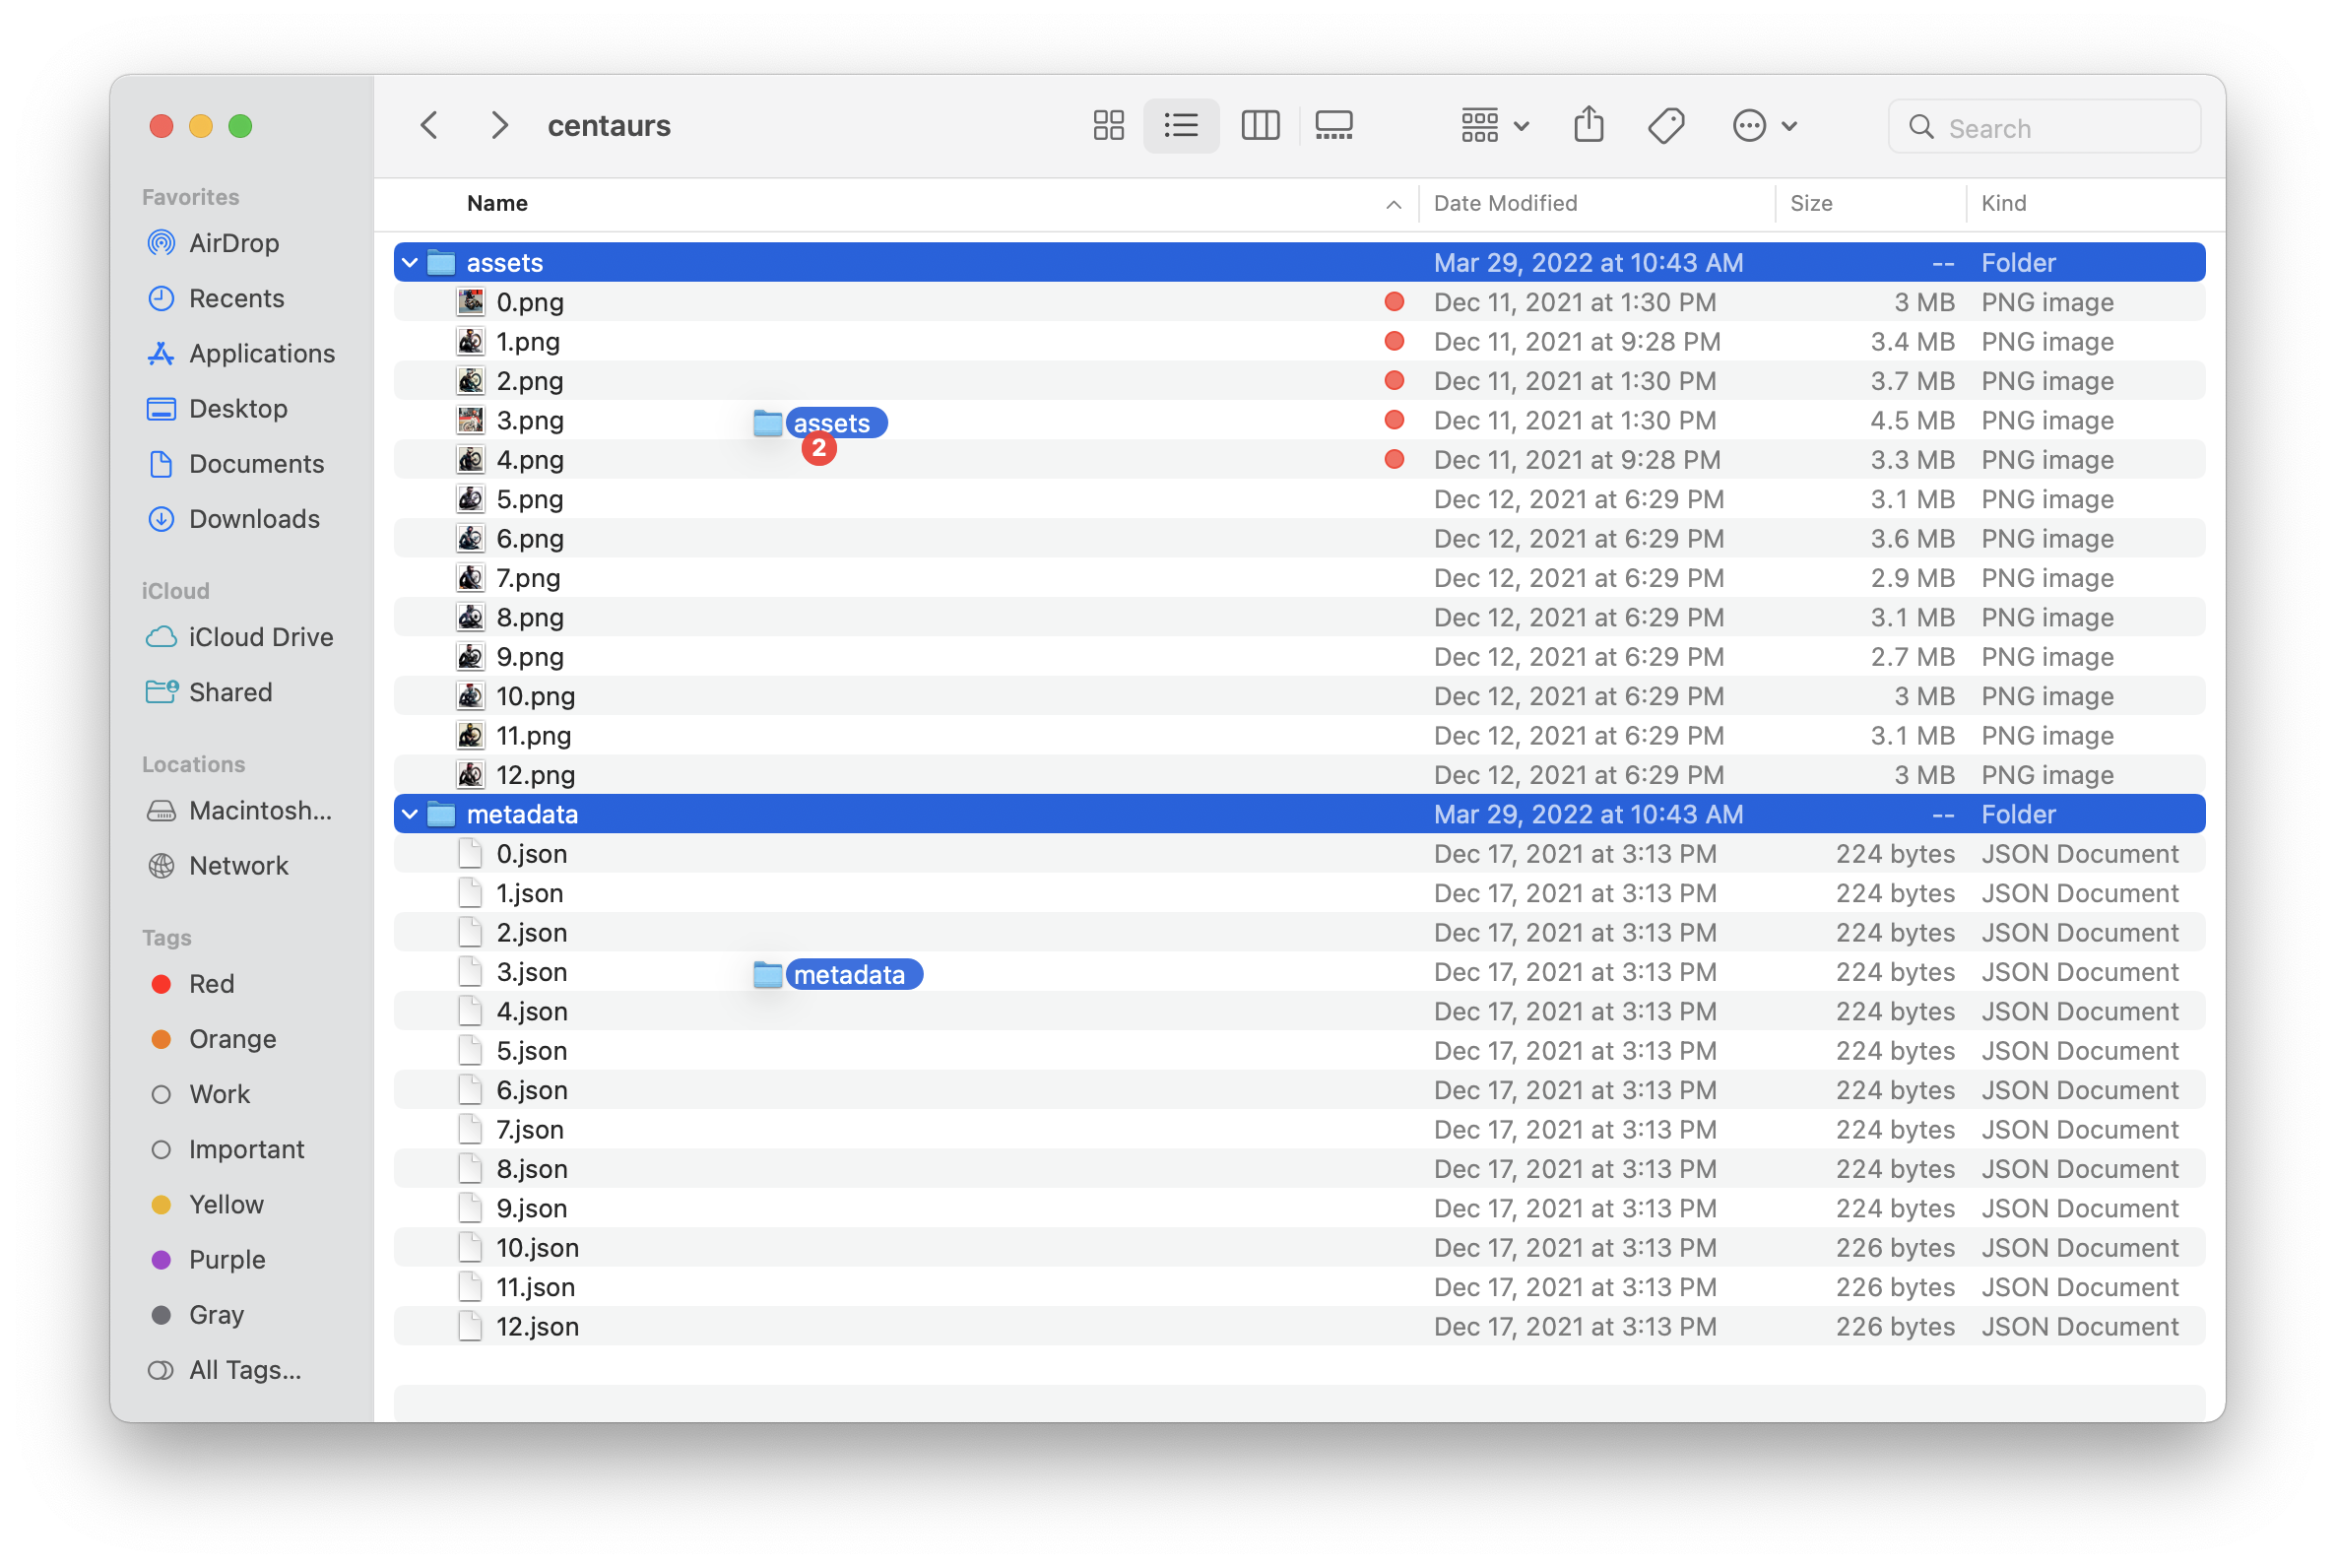 centaurs
Search
Favorites
AirDrop
Recents
Applications
Desktop
Documents
Downloads
iCloud
iCloud Drive
Shared
Locations
Macintosh...
Network
Tags
Red
Orange
Work
Important
Yellow
Purple
Gray
All Tags...
Name Date Modified Size Kind
assets Mar 29, 2022 at 10:43 AM -- Folder
0.png Dec 11, 2021 at 1:30 PM 3 MB PNG image
1.png Dec 11, 2021 at 9:28 PM 3.4 MB PNG image
2.png Dec 11, 2021 at 1:30 PM 3.7 MB PNG image
3.png assets Dec 11, 2021 at 1:30 PM 4.5 MB PNG image
2
4.png Dec 11, 2021 at 9:28 PM 3.3 MB PNG image
5.png Dec 12, 2021 at 6:29 PM 3.1 MB PNG image
6.png Dec 12, 2021 at 6:29 PM 3.6 MB PNG image
7.png Dec 12, 2021 at 6:29 PM 2.9 MB PNG image
8.png Dec 12, 2021 at 6:29 PM 3.1 MB PNG image
9.png Dec 12, 2021 at 6:29 PM 2.7 MB PNG image
10.png Dec 12, 2021 at 6:29 PM 3 MB PNG image
11.png Dec 12, 2021 at 6:29 PM 3.1 MB PNG image
12.png Dec 12, 2021 at 6:29 PM 3 MB PNG image
metadata Mar 29, 2022 at 10:43 AM -- Folder
0.json Dec 17, 2021 at 3:13 PM 224 bytes JSON Document
1.json Dec 17, 2021 at 3:13 PM 224 bytes JSON Document
2.json Dec 17, 2021 at 3:13 PM 224 bytes JSON Document
3.json metadata Dec 17, 2021 at 3:13 PM 224 bytes JSON Document
4.json Dec 17, 2021 at 3:13 PM 224 bytes JSON Document
5.json Dec 17, 2021 at 3:13 PM 224 bytes JSON Document
6.json Dec 17, 2021 at 3:13 PM 224 bytes JSON Document
7.json Dec 17, 2021 at 3:13 PM 224 bytes JSON Document
8.json Dec 17, 2021 at 3:13 PM 224 bytes JSON Document
9.json Dec 17, 2021 at 3:13 PM 224 bytes JSON Document
10.json Dec 17, 2021 at 3:13 PM 226 bytes JSON Document
11.json Dec 17, 2021 at 3:13 PM 226 bytes JSON Document
12.json Dec 17, 2021 at 3:13 PM 226 bytes JSON Document